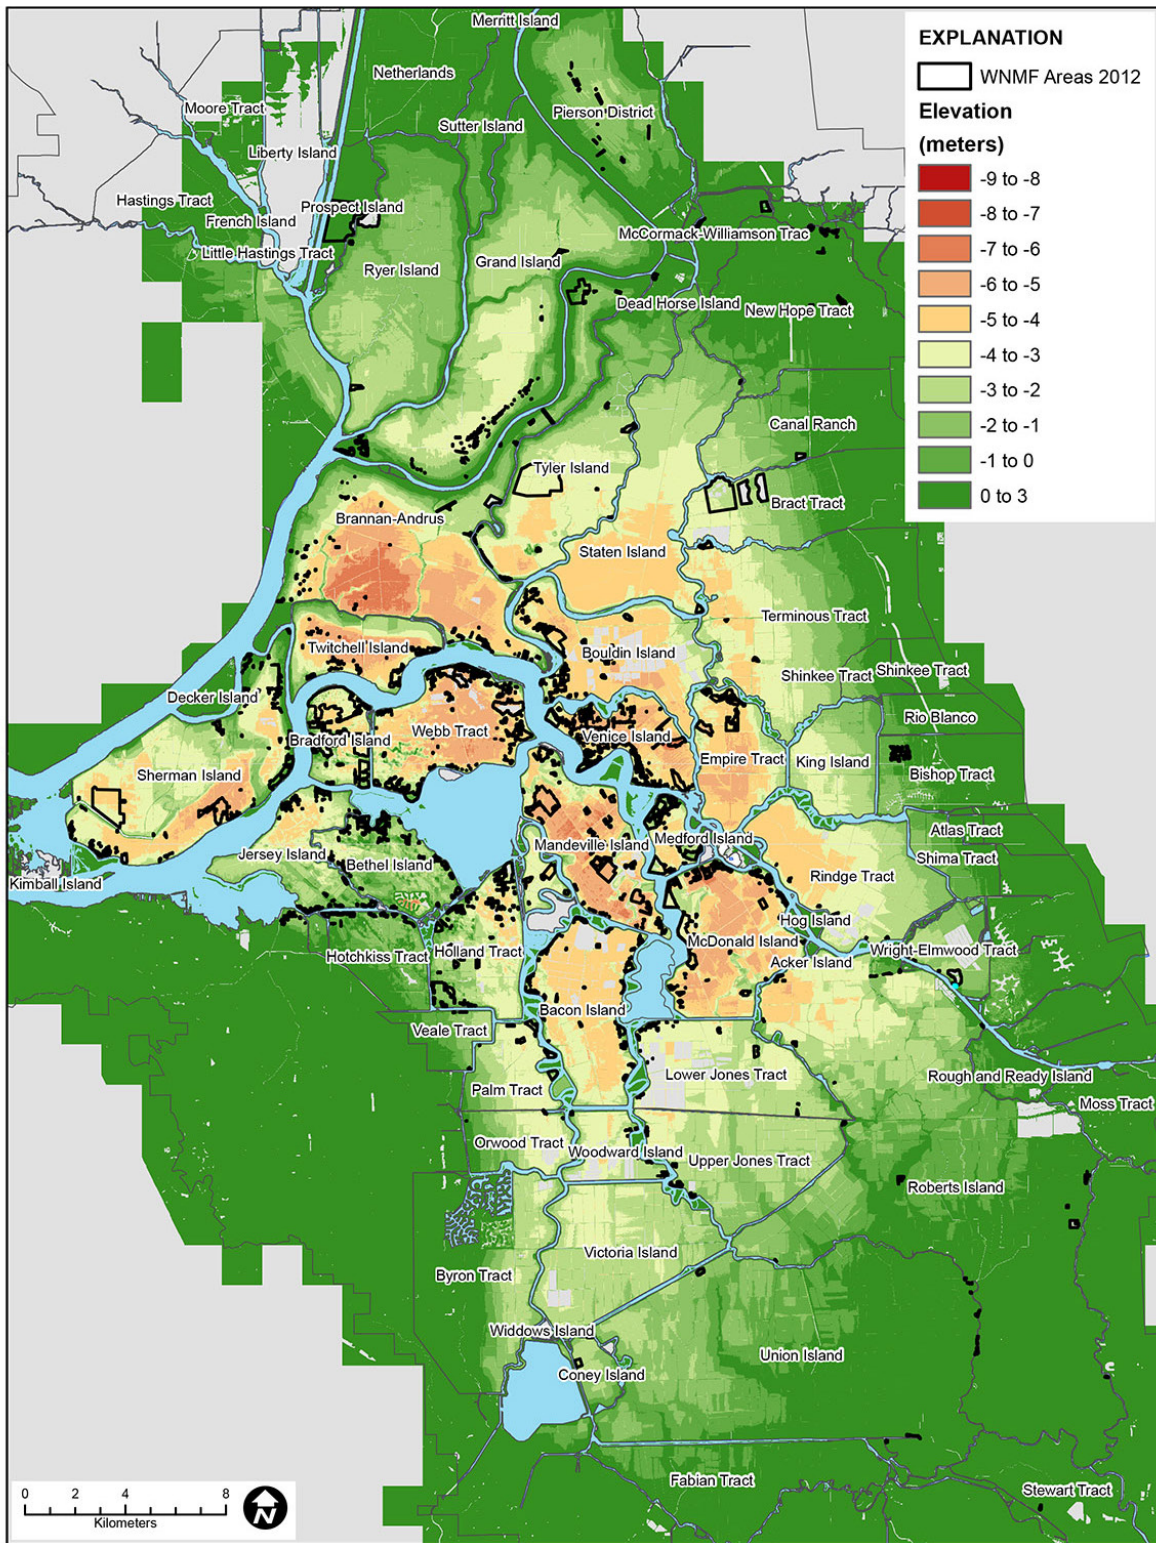 Merritt Island
EXPLANATION
WNMF Areas 2012
Elevation
(meters)
-9 to -8
-8 to -7
-7 to -6
-6 to -5
-5 to -4
-4 to -3
-3 to -2
-2 to -1
-1 to 0
0 to 3
Netherlands
Moore Tract
Pierson District
Sutter Island
Liberty Island
Hastings Tract
Prospect Island
French Island
McCormack-Williamson Trac
Little Hastings Tract
Grand Island
Ryer Island
Dead Horse Island
New Hope Tract
Canal Ranch
Tyler Island
Bract Tract
Brannan-Andrus
Staten Island
Terminous Tract
Twitchell Island
Bouldin Island
Shinkee Tract
Shinkee Tract
Decker Island
Rio Blanco
Webb Tract
Bradford Island
Venice Island
Empire Tract
King Island
Sherman Island
Bishop Tract
Atlas Tract
Medford Island
Mandeville Island
Jersey Island
Shima Tract
Bethel Island
Kimball Island
Rindge Tract
Hog Island
McDonald Island
Holland Tract
Wright-Elmwood Tract
Hotchkiss Tract
Acker Island
Bacon Island
Veale Tract
Lower Jones Tract
Rough and Ready Island
Palm Tract
Moss Tract
Orwood Tract
Woodward Island
Upper Jones Tract
Roberts Island
Victoria Island
Byron Tract
Widdows Island
Union Island
Coney Island
Fabian Tract
Stewart Tract
0 2 4 8
Kilometers
N